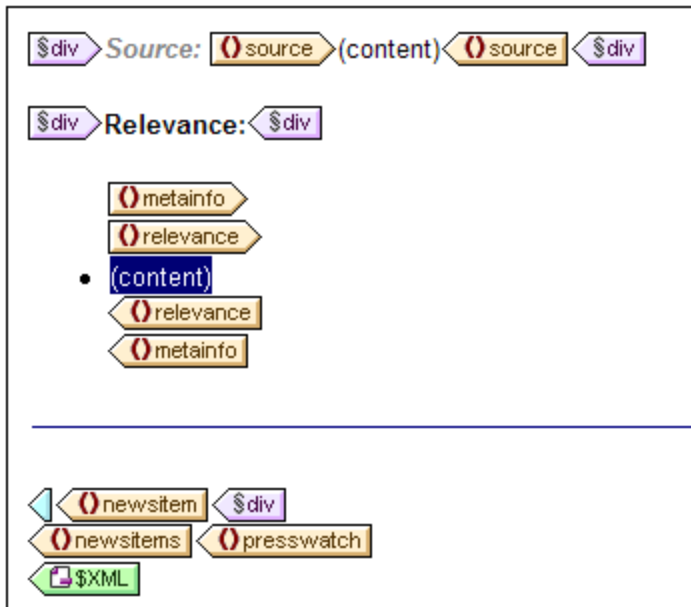 §div Source: ()source (content) ()source §div
§div Relevance: §div
()metainfo
()relevance
• (content)
()relevance
()metainfo
()newsitem §div
()newsitems ()presswatch
$XML